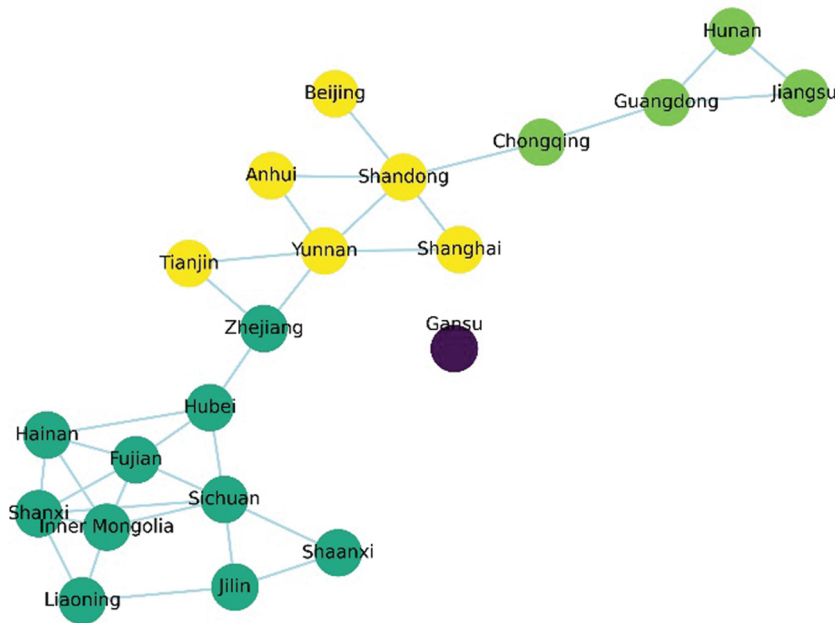 Hunan
Beijing
Jiangsu
Guangdong
Chongqing
Anhui
Shandong
Yunnan
Shanghai
Tianjin
Zhejiang
Gansu
Hubei
Hainan
Fujian
Sichuan
Shanxi
Inner Mongolia
Shaanxi
Jilin
Liaoning